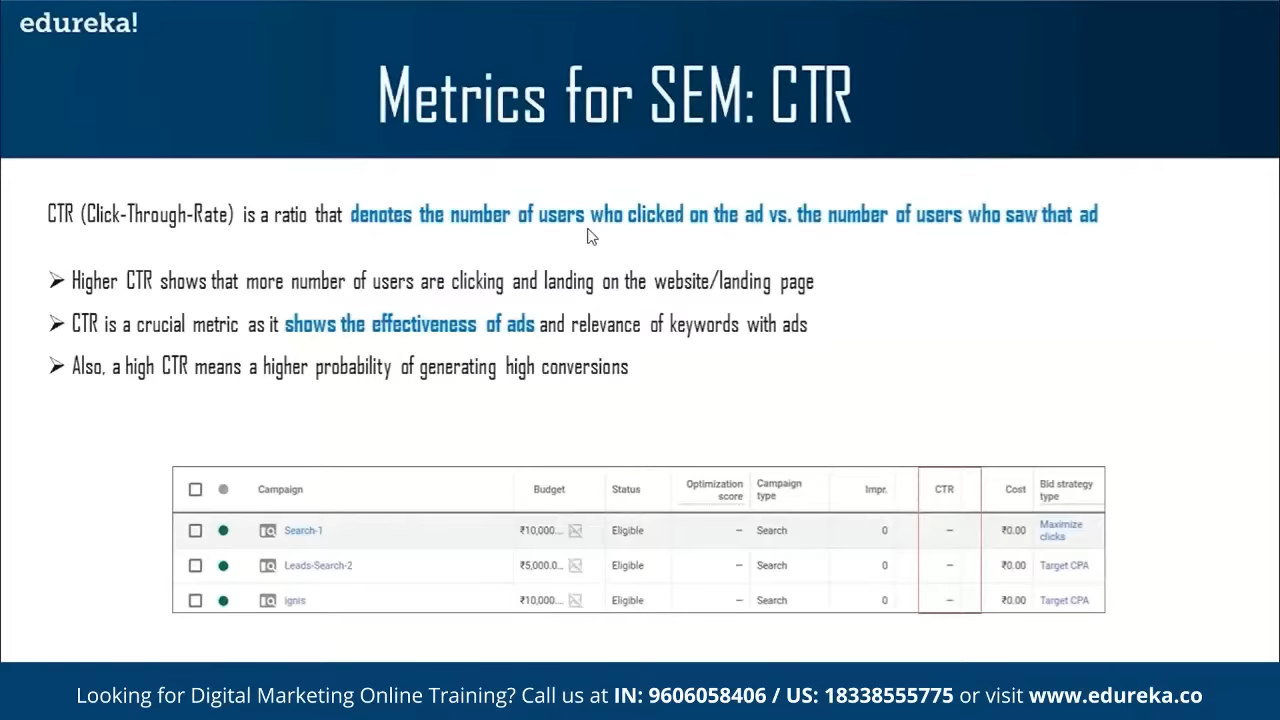 edureka!
Metrics for SEM: CTR
CTR (Click-Through-Rate) is a ratio that denotes the number of users who clicked on the ad vs. the number of users who saw that ad
➢ Higher CTR shows that more number of users are clicking and landing on the website/landing page
➢ CTR is a crucial metric as it shows the effectiveness of ads and relevance of keywords with ads
➢ Also, a high CTR means a higher probability of generating high conversions
Campaign Budget Status Optimization score Campaign type Impr. CTR Cost Bid strategy type
Search-1 ₹10,000... Eligible – Search 0 – ₹0.00 Maximize clicks
Leads-Search-2 ₹5,000.0... Eligible – Search 0 – ₹0.00 Target CPA
Ignis ₹10,000... Eligible – Search 0 – ₹0.00 Target CPA
Looking for Digital Marketing Online Training? Call us at IN: 9606058406 / US: 18338555775 or visit www.edureka.co